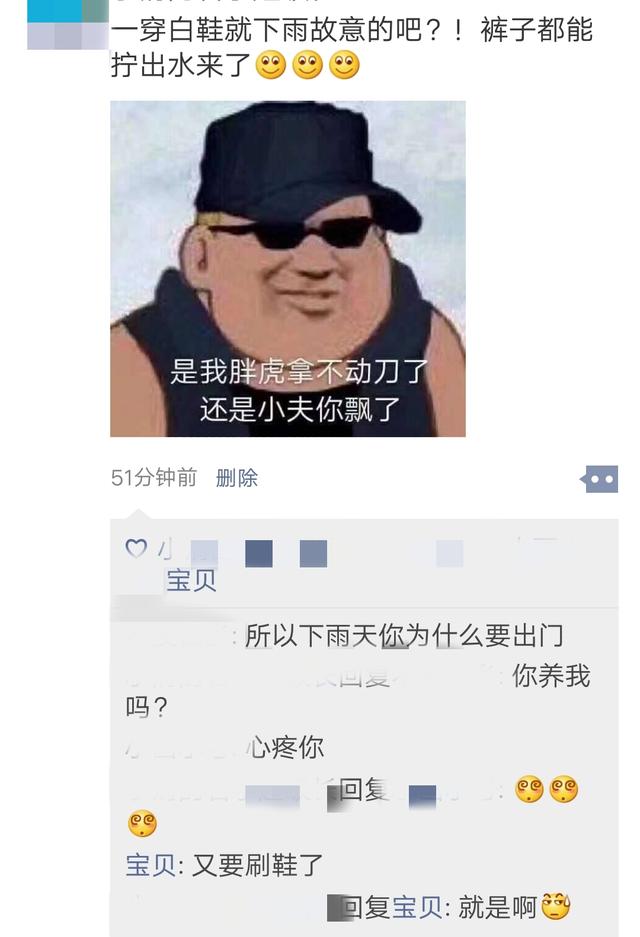 一穿白鞋就下雨故意的吧？！裤子都能
拧出水来了
是我胖虎拿不动刀了
还是小夫你飘了
51分钟前 删除
小
宝贝
: 所以下雨天你为什么要出门
回复 : 你养我
吗？
心疼你
回复 :
宝贝: 又要刷鞋了
回复宝贝: 就是啊